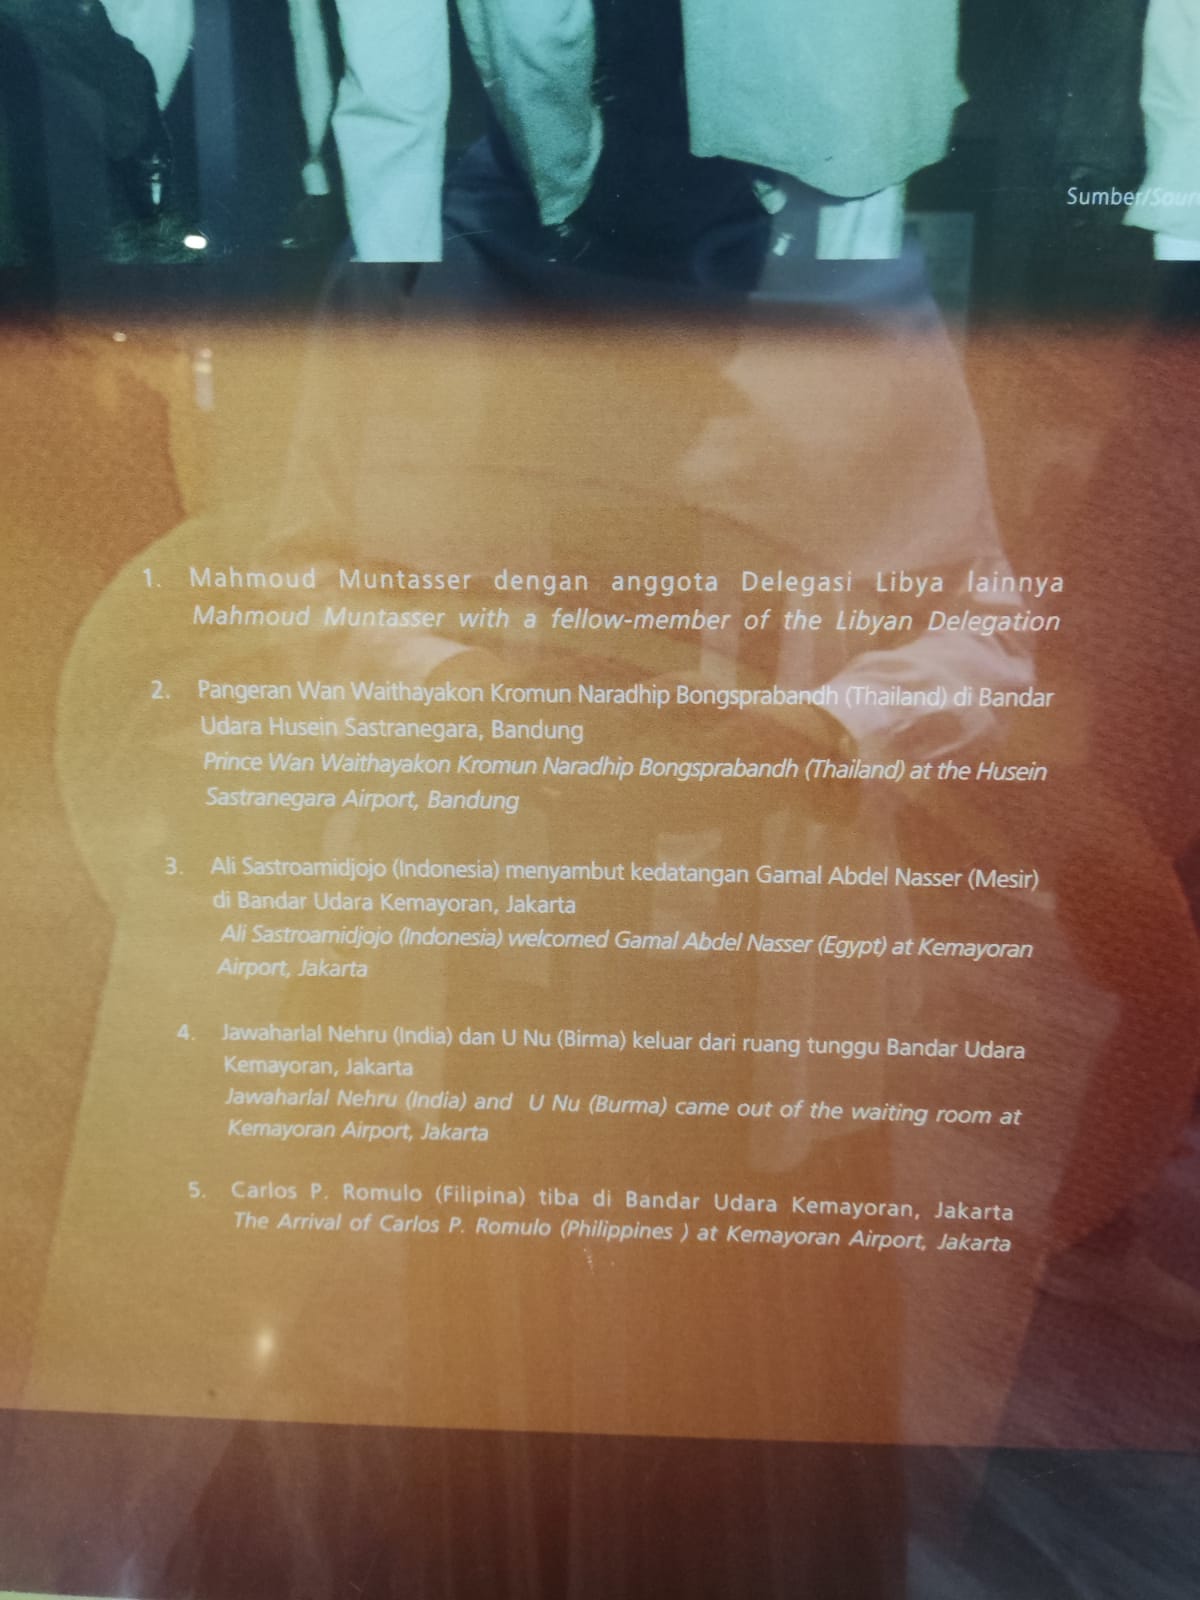 Sumber/Sour
1. Mahmoud Muntasser dengan anggota Delegasi Libya lainnya
Mahmoud Muntasser with a fellow-member of the Libyan Delegation
2. Pangeran Wan Waithayakon Kromun Naradhip Bongsprabandh (Thailand) di Bandar
Udara Husein Sastranegara, Bandung
Prince Wan Waithayakon Kromun Naradhip Bongsprabandh (Thailand) at the Husein
Sastranegara Airport, Bandung
3. Ali Sastroamidjojo (Indonesia) menyambut kedatangan Gamal Abdel Nasser (Mesir)
di Bandar Udara Kemayoran, Jakarta
Ali Sastroamidjojo (Indonesia) welcomed Gamal Abdel Nasser (Egypt) at Kemayoran
Airport, Jakarta
4. Jawaharlal Nehru (India) dan U Nu (Birma) keluar dari ruang tunggu Bandar Udara
Kemayoran, Jakarta
Jawaharlal Nehru (India) and U Nu (Burma) came out of the waiting room at
Kemayoran Airport, Jakarta
5. Carlos P. Romulo (Filipina) tiba di Bandar Udara Kemayoran, Jakarta
The Arrival of Carlos P. Romulo (Philippines ) at Kemayoran Airport, Jakarta